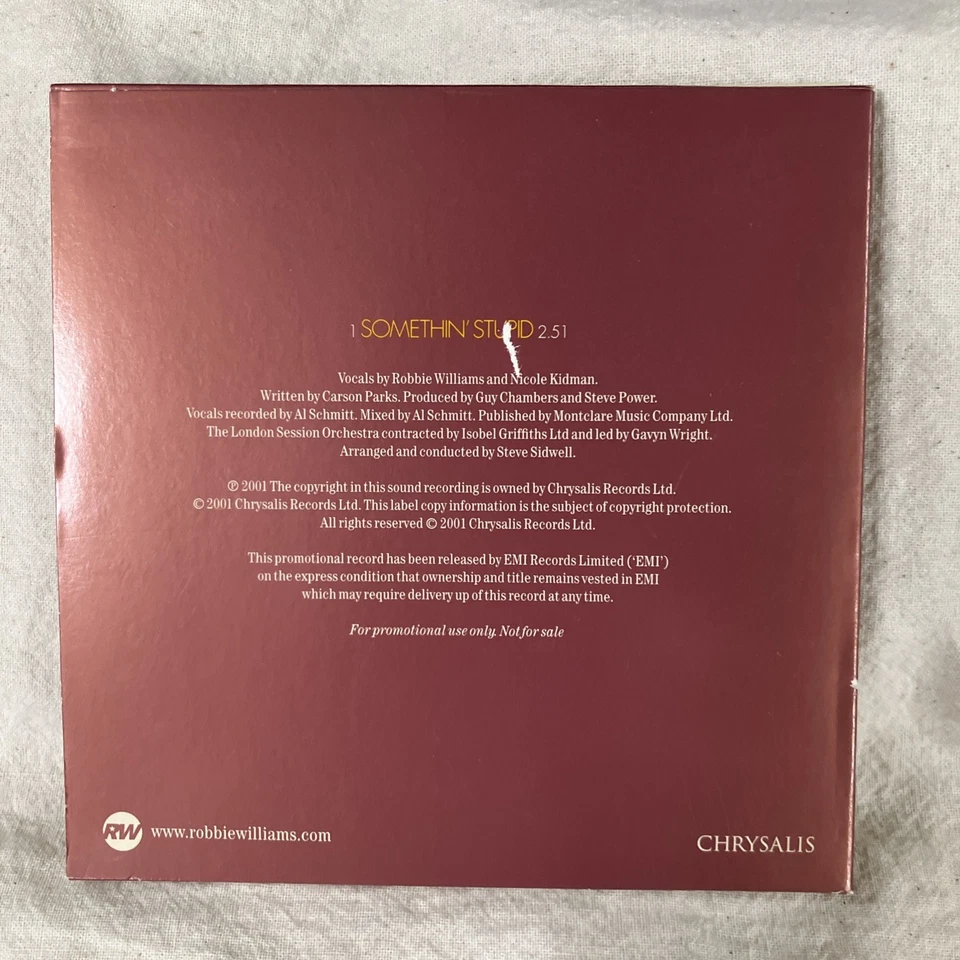 1 SOMETHIN' STUPID 2.51
Vocals by Robbie Williams and Nicole Kidman.
Written by Carson Parks. Produced by Guy Chambers and Steve Power.
Vocals recorded by Al Schmitt. Mixed by Al Schmitt. Published by Montclare Music Company Ltd.
The London Session Orchestra contracted by Isobel Griffiths Ltd and led by Gavyn Wright.
Arranged and conducted by Steve Sidwell.
℗ 2001 The copyright in this sound recording is owned by Chrysalis Records Ltd.
© 2001 Chrysalis Records Ltd. This label copy information is the subject of copyright protection.
All rights reserved © 2001 Chrysalis Records Ltd.
This promotional record has been released by EMI Records Limited ('EMI')
on the express condition that ownership and title remains vested in EMI
which may require delivery up of this record at any time.
For promotional use only. Not for sale
RW www.robbiewilliams.com
CHRYSALIS